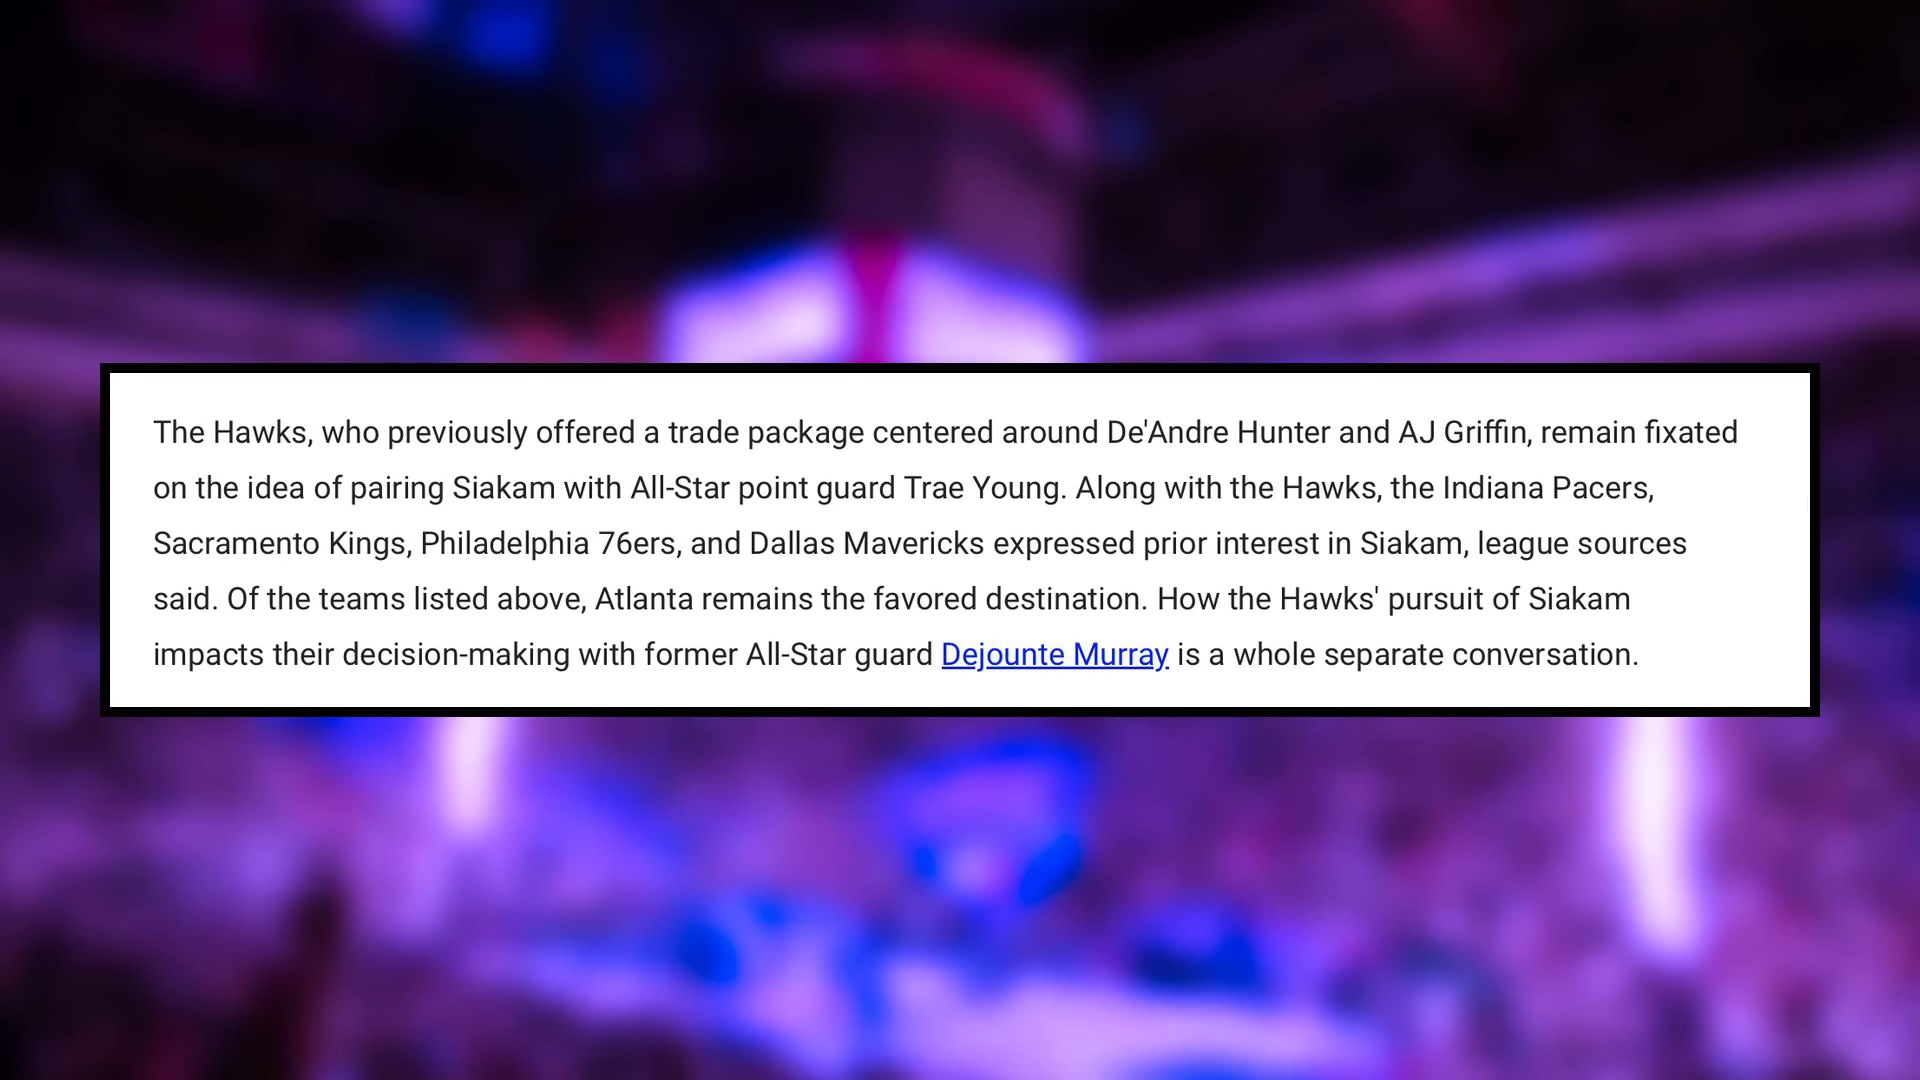 The Hawks, who previously offered a trade package centered around De'Andre Hunter and AJ Griffin, remain fixated
on the idea of pairing Siakam with All-Star point guard Trae Young. Along with the Hawks, the Indiana Pacers,
Sacramento Kings, Philadelphia 76ers, and Dallas Mavericks expressed prior interest in Siakam, league sources
said. Of the teams listed above, Atlanta remains the favored destination. How the Hawks' pursuit of Siakam
impacts their decision-making with former All-Star guard Dejounte Murray is a whole separate conversation.